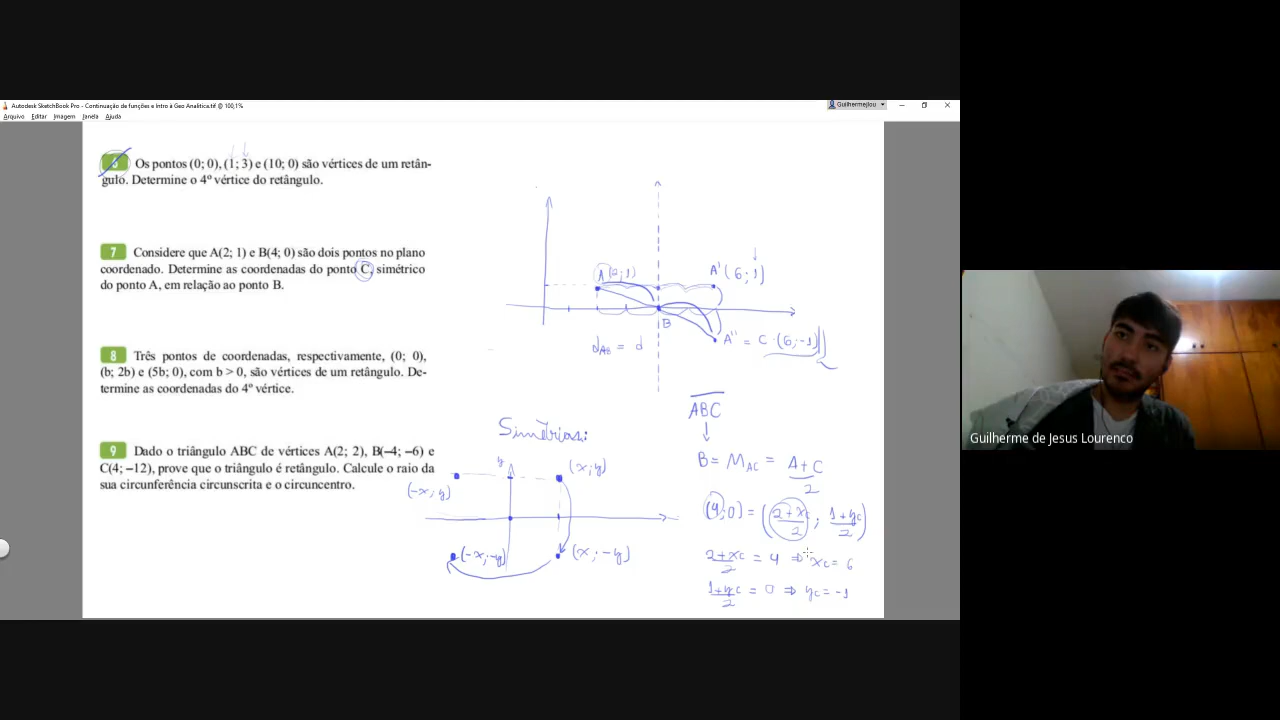 Autodesk SketchBook Pro - Continuação de funções e Intro à Geo Analitica.tif @ 100,1%
GuilhermeJlou
Arquivo Editar Imagem Janela Ajuda
Os pontos (0; 0), (1; 3) e (10; 0) são vértices de um retân-
gulo. Determine o 4º vértice do retângulo.
7 Considere que A(2; 1) e B(4; 0) são dois pontos no plano
coordenado. Determine as coordenadas do ponto C, simétrico
do ponto A, em relação ao ponto B.
8 Três pontos de coordenadas, respectivamente, (0; 0),
(b; 2b) e (5b; 0), com b > 0, são vértices de um retângulo. De-
termine as coordenadas do 4º vértice.
9 Dado o triângulo ABC de vértices A(2; 2), B(–4; –6) e
C(4; –12), prove que o triângulo é retângulo. Calcule o raio da
sua circunferência circunscrita e o circuncentro.
A (2; 1)
A' (6; 1)
B
A'' = C (6; -1)
dAB = d
ABC
B = MAC = A + C / 2
(4; 0) = (2 + xc / 2 ; 1 + yc / 2)
2 + xc / 2 = 4 ⇒ xc = 6
1 + yc / 2 = 0 ⇒ yc = -1
Simetrias:
y
(x; y)
(-x; y)
(-x; -y)
(x; -y)
Guilherme de Jesus Lourenco